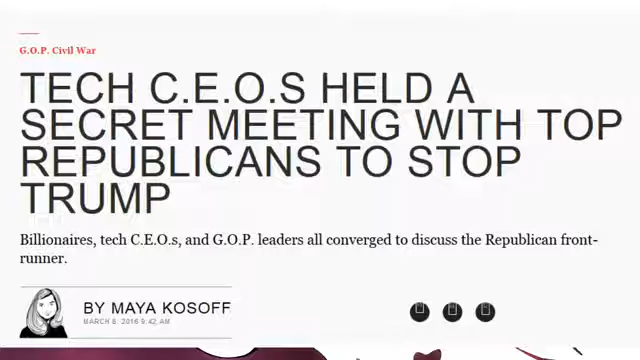 G.O.P. Civil War
TECH C.E.O.S HELD A
SECRET MEETING WITH TOP
REPUBLICANS TO STOP
TRUMP
Billionaires, tech C.E.O.s, and G.O.P. leaders all converged to discuss the Republican front-
runner.
BY MAYA KOSOFF
MARCH 8, 2016 9:42 AM